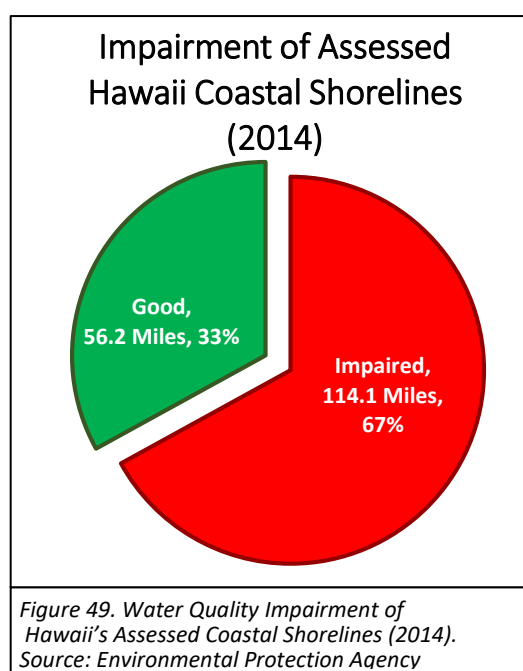 Impairment of Assessed
Hawaii Coastal Shorelines
(2014)
Good,
56.2 Miles, 33%
Impaired,
114.1 Miles,
67%
Figure 49. Water Quality Impairment of
Hawaii's Assessed Coastal Shorelines (2014).
Source: Environmental Protection Agency